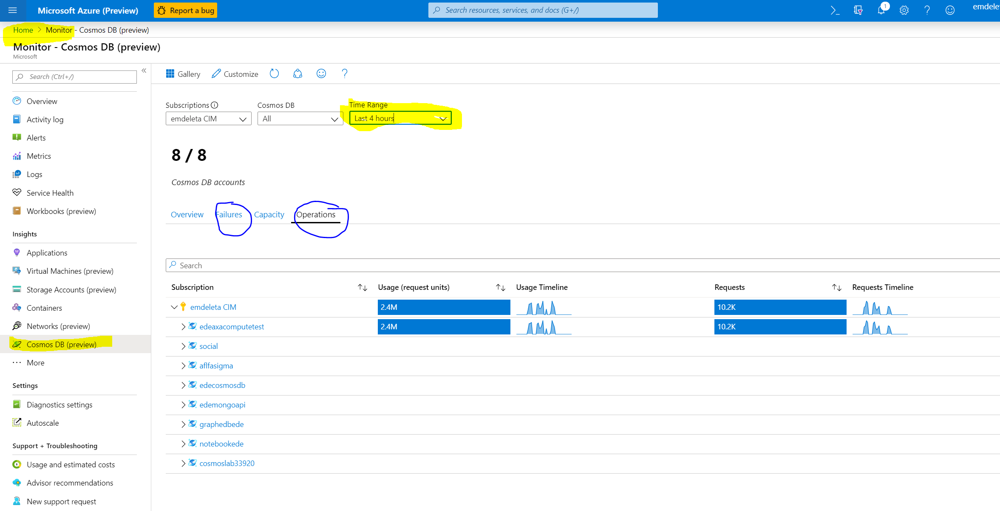 Microsoft Azure (Preview)
Report a bug
Search resources, services, and docs (G+/)
1
emdele
Home > Monitor - Cosmos DB (preview)
Monitor - Cosmos DB (preview)
Microsoft
Search (Ctrl+/)
Overview
Activity log
Alerts
Metrics
Logs
Service Health
Workbooks (preview)
Insights
Applications
Virtual Machines (preview)
Storage Accounts (preview)
Containers
Networks (preview)
Cosmos DB (preview)
More
Settings
Diagnostics settings
Autoscale
Support + Troubleshooting
Usage and estimated costs
Advisor recommendations
New support request
Gallery Customize
Subscriptions Cosmos DB Time Range
emdeleta CIM All Last 4 hours
8 / 8
Cosmos DB accounts
Overview Failures Capacity Operations
Search
Subscription Usage (request units) Usage Timeline Requests Requests Timeline
emdeleta CIM 2.4M 10.2K
edeaxacomputetest 2.4M 10.2K
social
aflfasigma
edecosmosdb
edemongoapi
graphedbede
notebookede
cosmoslab33920